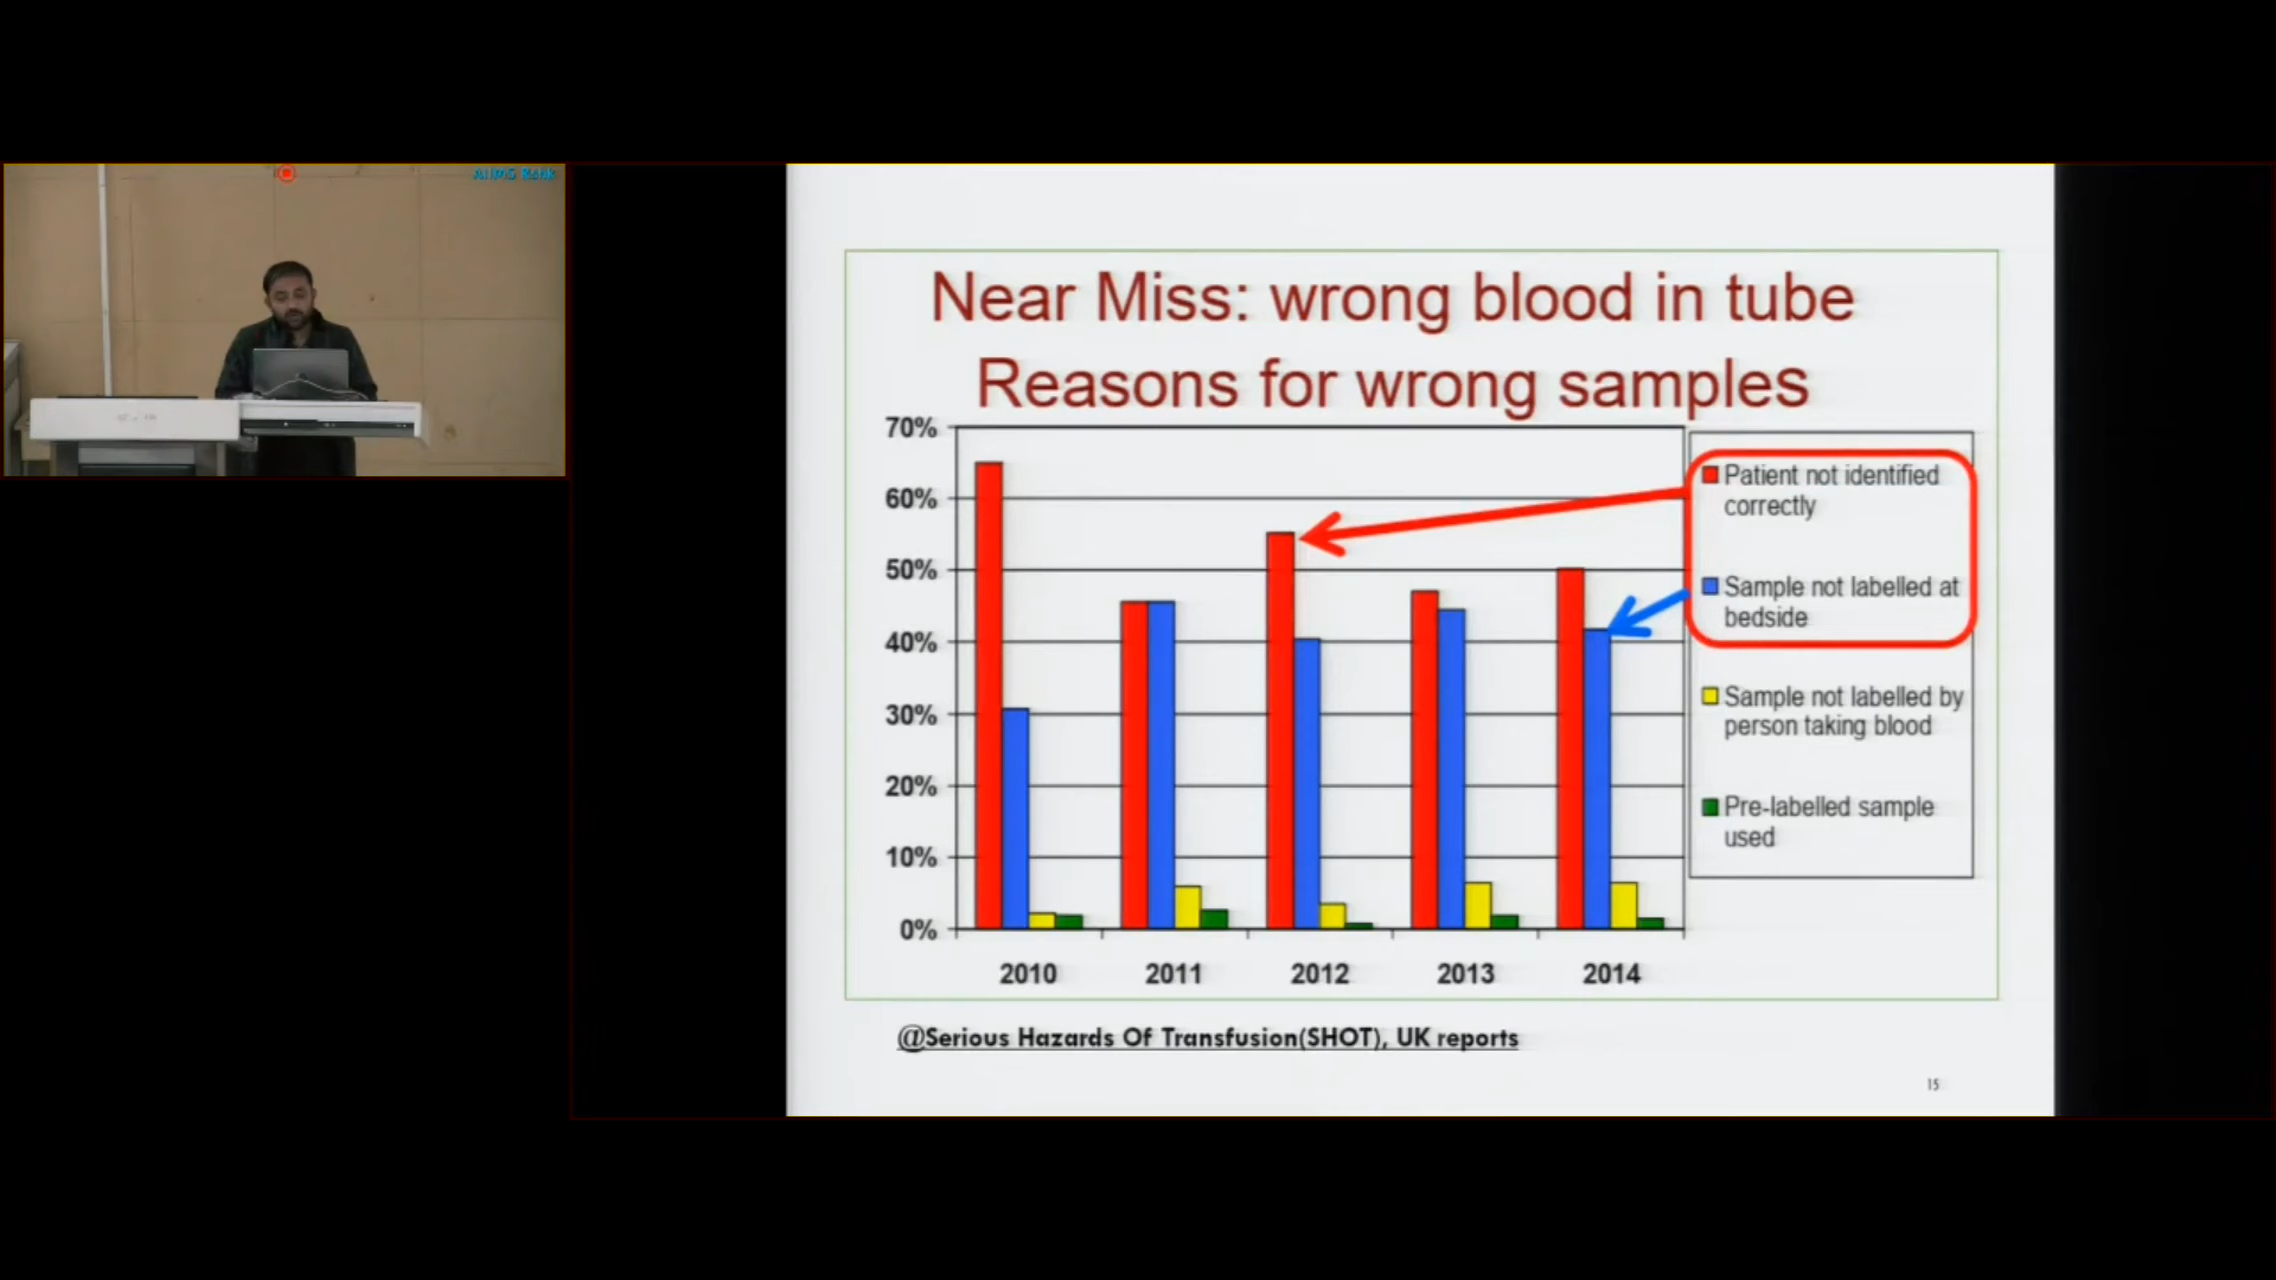 Near Miss: wrong blood in tube
Reasons for wrong samples
70%
60%
50%
40%
30%
20%
10%
0%
2010 2011 2012 2013 2014
Patient not identified
correctly
Sample not labelled at
bedside
Sample not labelled by
person taking blood
Pre-labelled sample
used
@Serious Hazards Of Transfusion(SHOT), UK reports
15